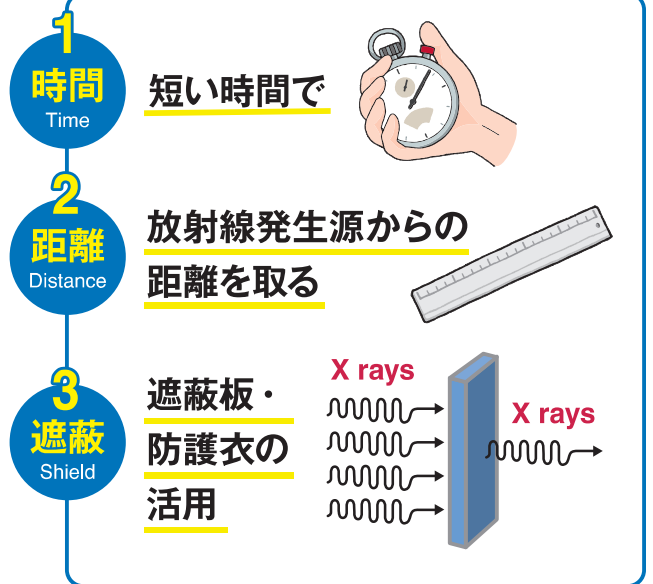 1
時間
Time
短い時間で
2
距離
Distance
放射線発生源からの
距離を取る
3
遮蔽
Shield
遮蔽板・
防護衣の
活用
X rays
X rays